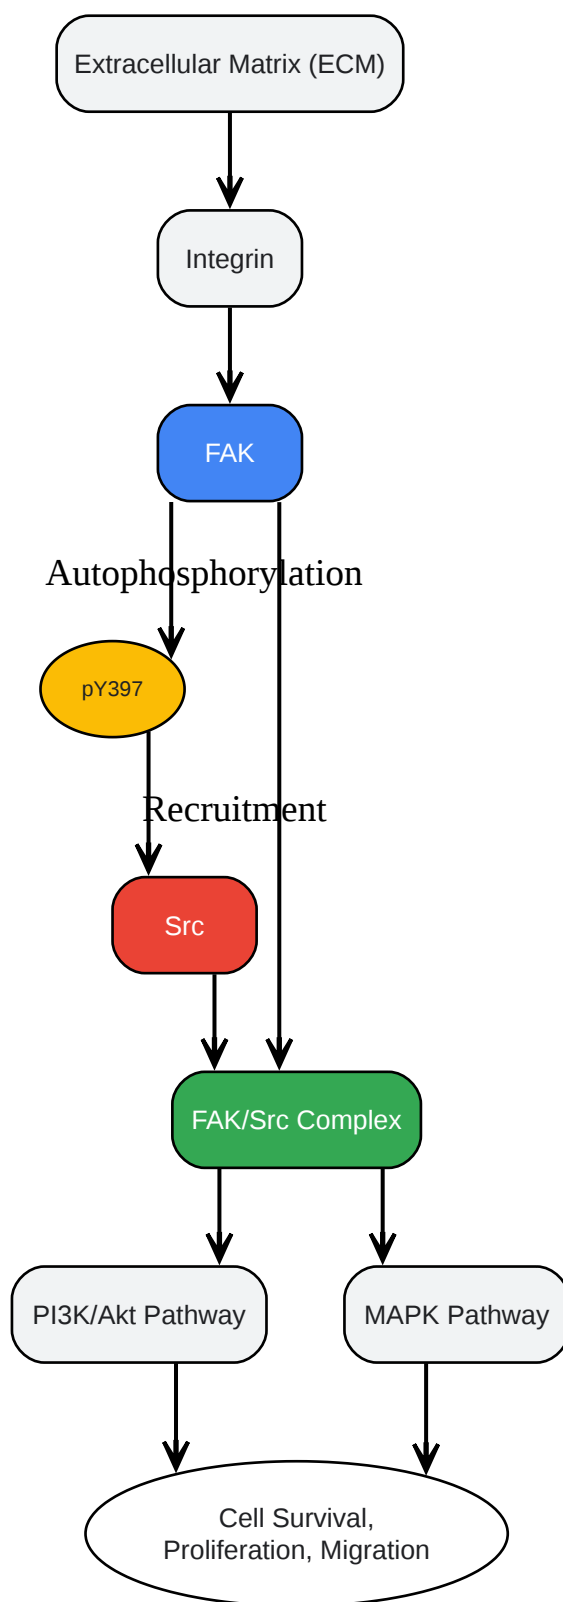 Extracellular Matrix (ECM)
Integrin
FAK
Autophosphorylation
pY397
Recruitment
Src
FAK/Src Complex
PI3K/Akt Pathway
MAPK Pathway
Cell Survival,
Proliferation, Migration